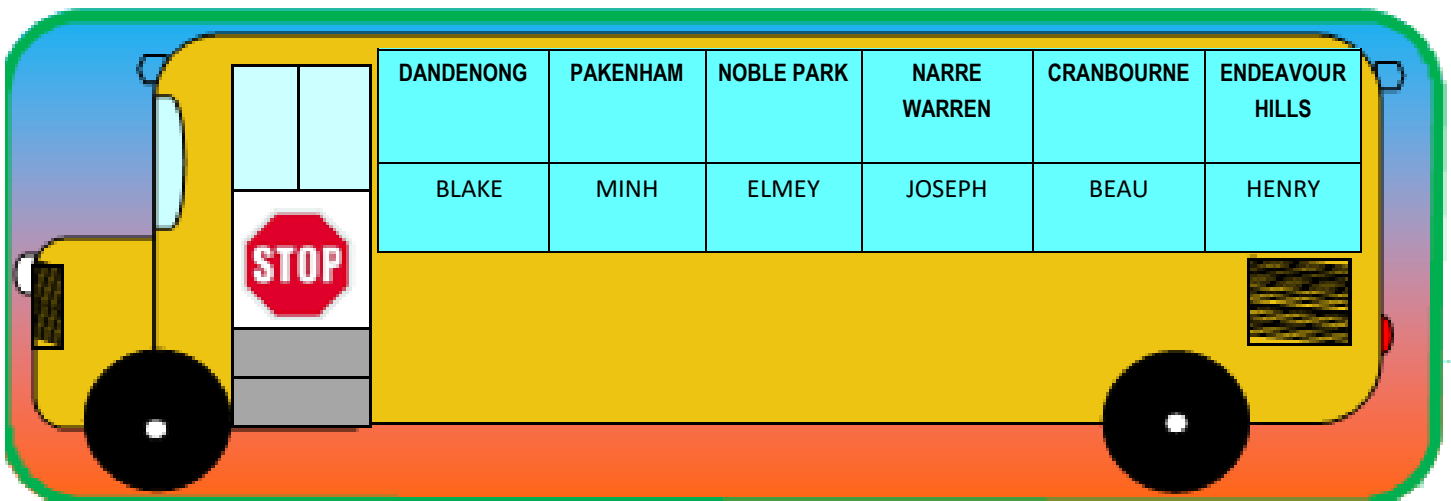 DANDENONG PAKENHAM NOBLE PARK NARRE WARREN CRANBOURNE ENDEAVOUR HILLS
BLAKE MINH ELMEY JOSEPH BEAU HENRY
STOP